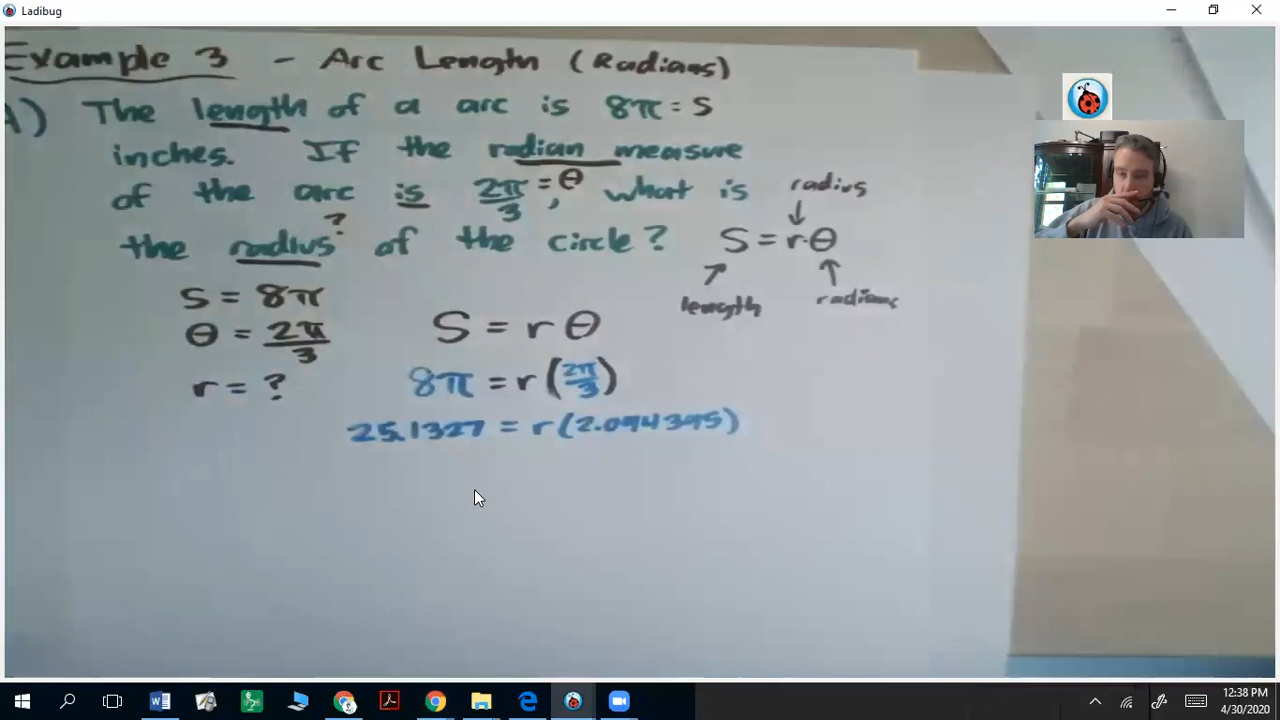 Ladibug
Example 3 - Arc Length (Radians)
A) The length of a arc is 8π = S
inches. If the radian measure
of the arc is 2π/3 = θ, what is
?
the radius of the circle?
radius
S = r·θ
length
radians
S = 8π
θ = 2π/3
r = ?
S = r θ
8π = r (2π/3)
25.1327 = r(2.094395)
12:38 PM
4/30/2020